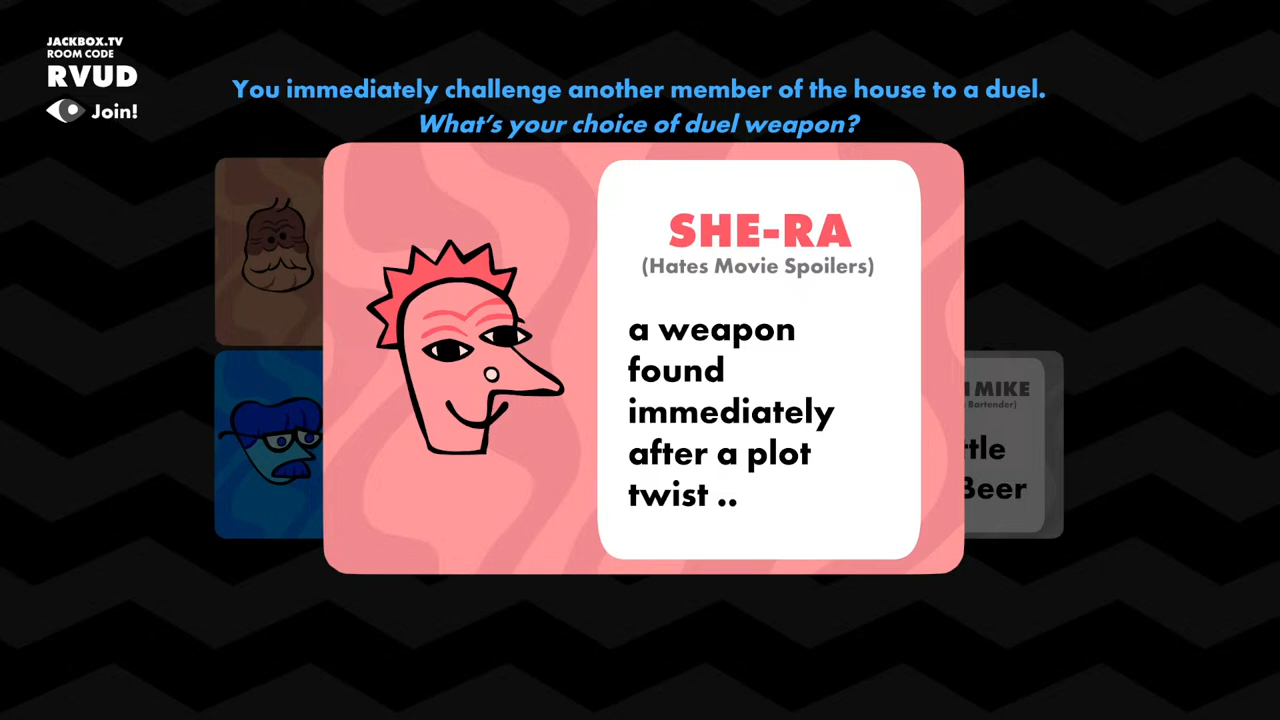 JACKBOX.TV
ROOM CODE
RVUD
Join!
You immediately challenge another member of the house to a duel.
What's your choice of duel weapon?
SHE-RA
(Hates Movie Spoilers)
a weapon
found
immediately
after a plot
twist ..
MIKE
Bartender)
ttle
Beer